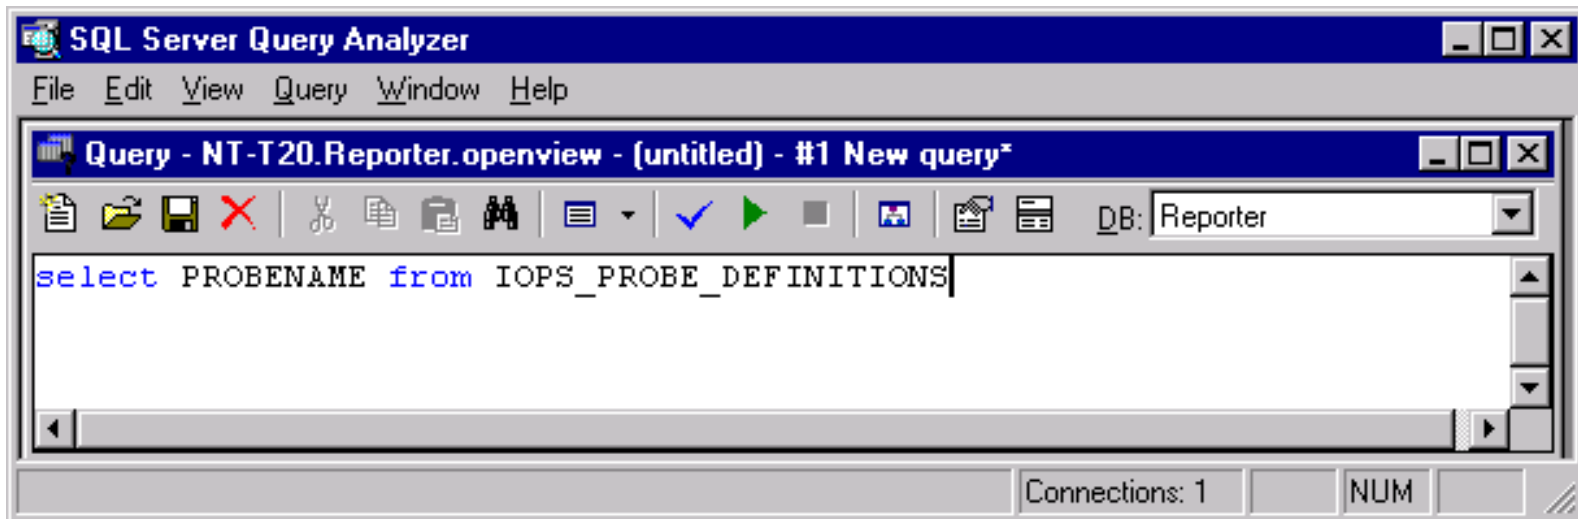 SQL Server Query Analyzer
File Edit View Query Window Help
Query - NT-T20.Reporter.openview - (untitled) - #1 New query*
DB: Reporter
select PROBENAME from IOPS_PROBE_DEFINITIONS
Connections: 1 NUM